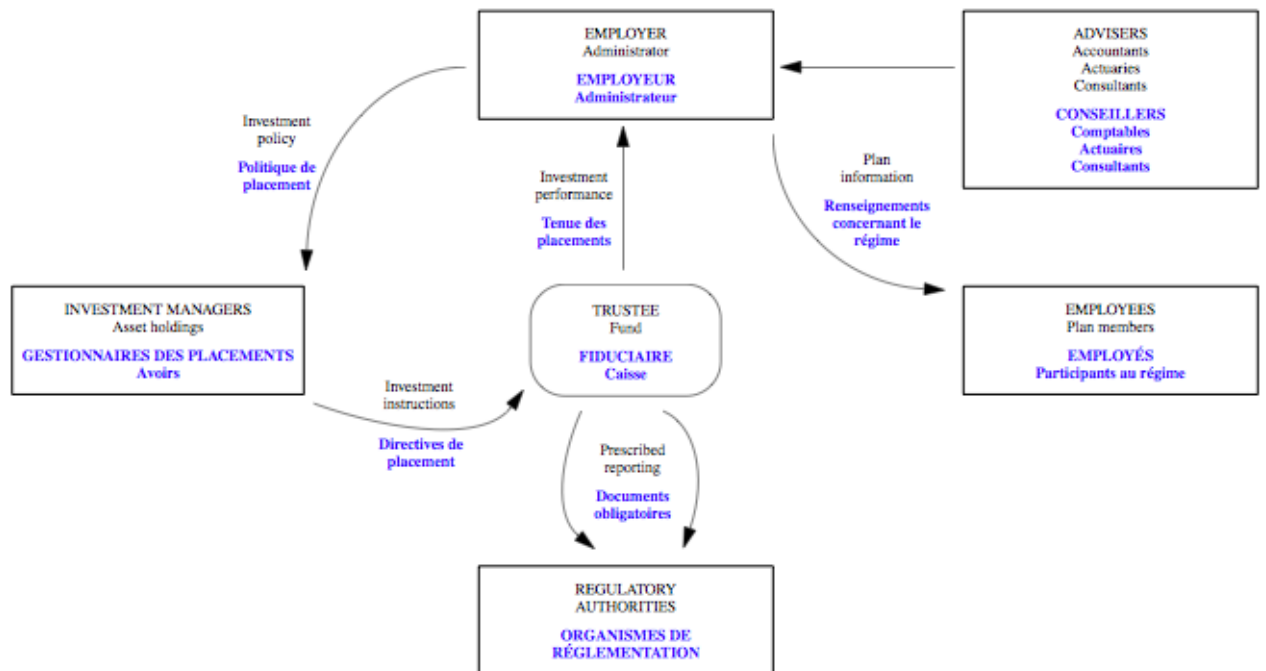 EMPLOYER
Administrator
EMPLOYEUR
Administrateur
ADVISERS
Accountants
Actuaries
Consultants
CONSEILLERS
Comptables
Actuaires
Consultants
Investment
policy
Politique de
placement
Investment
performance
Tenue des
placements
Plan
information
Renseignements
concernant le
régime
INVESTMENT MANAGERS
Asset holdings
GESTIONNAIRES DES PLACEMENTS
Avoirs
TRUSTEE
Fund
FIDUCIAIRE
Caisse
EMPLOYEES
Plan members
EMPLOYÉS
Participants au régime
Investment
instructions
Directives de
placement
Prescribed
reporting
Documents
obligatoires
REGULATORY
AUTHORITIES
ORGANISMES DE
RÉGLEMENTATION